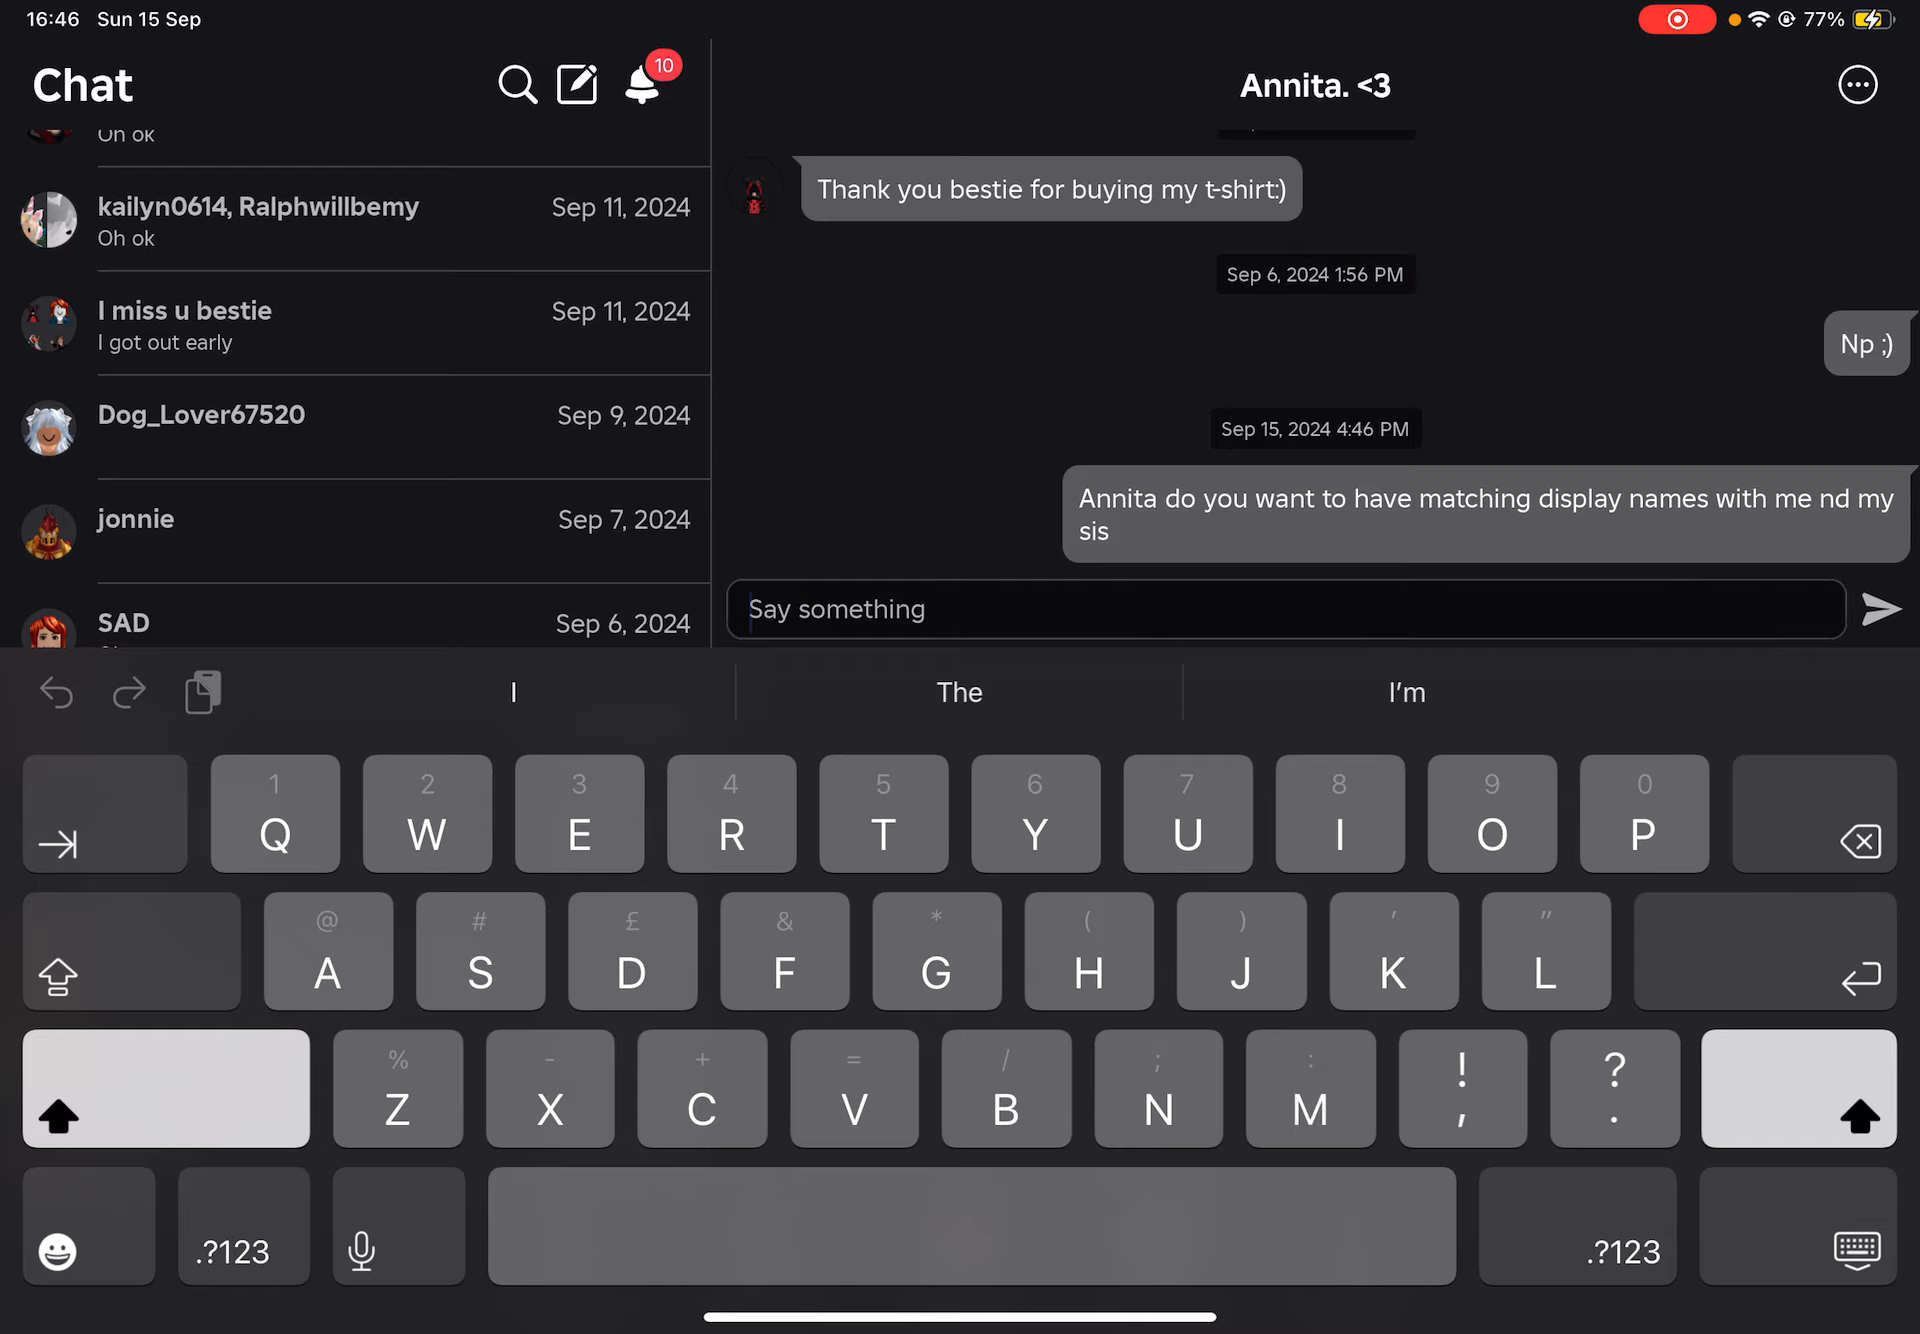 16:46 Sun 15 Sep
77%
Chat
10
Oh ok
kailyn0614, Ralphwillbemy Sep 11, 2024
Oh ok
I miss u bestie Sep 11, 2024
I got out early
Dog_Lover67520 Sep 9, 2024
jonnie Sep 7, 2024
SAD Sep 6, 2024
Annita. <3
Thank you bestie for buying my t-shirt:)
Sep 6, 2024 1:56 PM
Np ;)
Sep 15, 2024 4:46 PM
Annita do you want to have matching display names with me nd my
sis
Say something
I The I'm
1 2 3 4 5 6 7 8 9 0
Q W E R T Y U I O P
@ # £ & * ( ) ' "
A S D F G H J K L
% - + = / ; : ! ?
Z X C V B N M , .
.?123 .?123